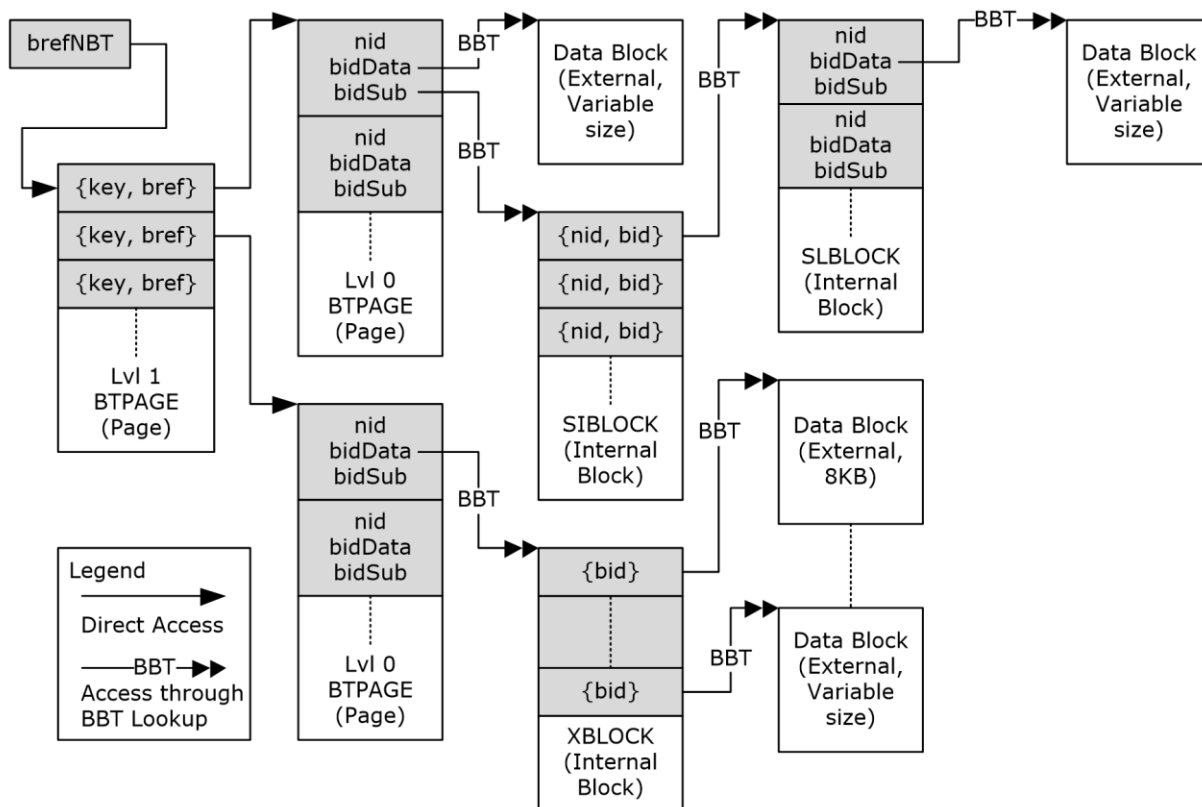 brefNBT
{key, bref}
{key, bref}
{key, bref}
Lvl 1
BTPAGE
(Page)
nid
bidData
bidSub
nid
bidData
bidSub
Lvl 0
BTPAGE
(Page)
BBT
BBT
Data Block
(External,
Variable
size)
{nid, bid}
{nid, bid}
{nid, bid}
SIBLOCK
(Internal
Block)
BBT
nid
bidData
bidSub
nid
bidData
bidSub
SLBLOCK
(Internal
Block)
BBT
Data Block
(External,
Variable
size)
nid
bidData
bidSub
nid
bidData
bidSub
Lvl 0
BTPAGE
(Page)
BBT
{bid}
{bid}
XBLOCK
(Internal
Block)
BBT
Data Block
(External,
8KB)
BBT
Data Block
(External,
Variable
size)
Legend
Direct Access
BBT
Access through
BBT Lookup